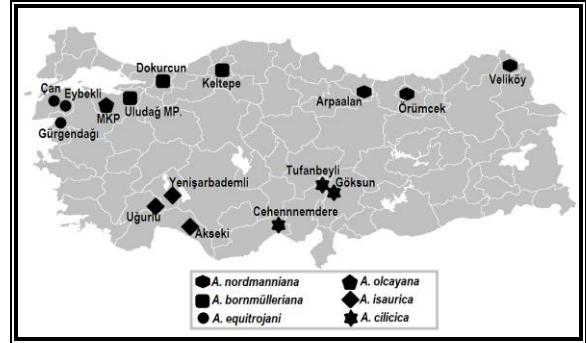 Dokurcun
Keltepe
Veliköy
Çan
Eybekli
MKP
Uludağ MP.
Gürgendağı
Arpaalan
Örümcek
Tufanbeyli
Göksun
Yenişarbademli
Uğurlu
Akseki
Cehennnemdere
A. nordmanniana
A. olcayana
A. bornmülleriana
A. isaurica
A. equitrojani
A. cilicica